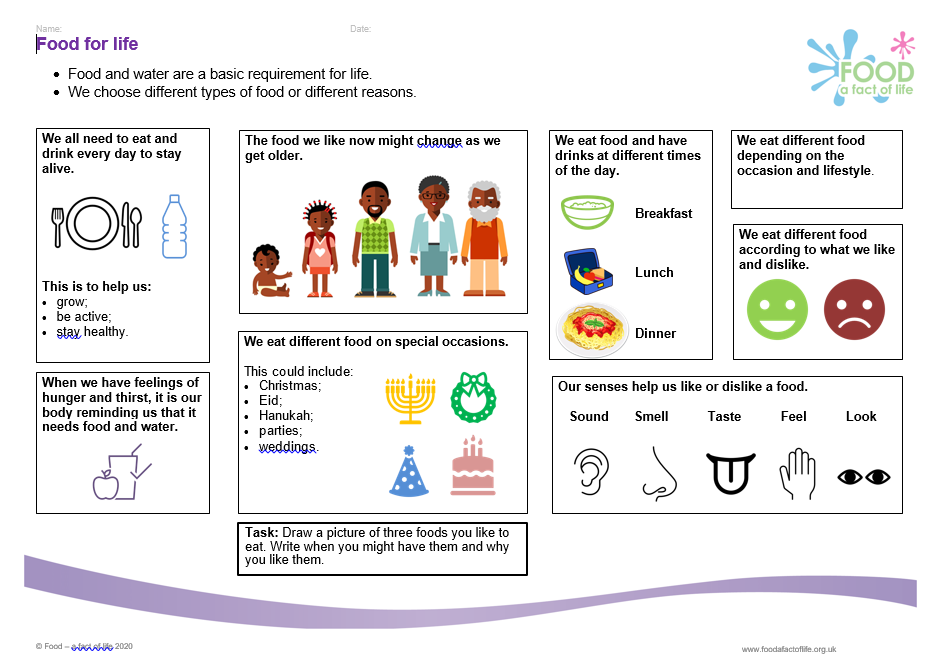 Name:
Date:
Food for life
• Food and water are a basic requirement for life.
• We choose different types of food or different reasons.
FOOD
a fact of life
We all need to eat and
drink every day to stay
alive.
This is to help us:
• grow;
• be active;
• stay healthy.
When we have feelings of
hunger and thirst, it is our
body reminding us that it
needs food and water.
The food we like now might change as we
get older.
We eat different food on special occasions.
This could include:
• Christmas;
• Eid;
• Hanukah;
• parties;
• weddings.
Task: Draw a picture of three foods you like to
eat. Write when you might have them and why
you like them.
We eat food and have
drinks at different times
of the day.
Breakfast
Lunch
Dinner
We eat different food
depending on the
occasion and lifestyle.
We eat different food
according to what we like
and dislike.
Our senses help us like or dislike a food.
Sound
Smell
Taste
Feel
Look
© Food – a fact of life 2020
www.foodafactoflife.org.uk